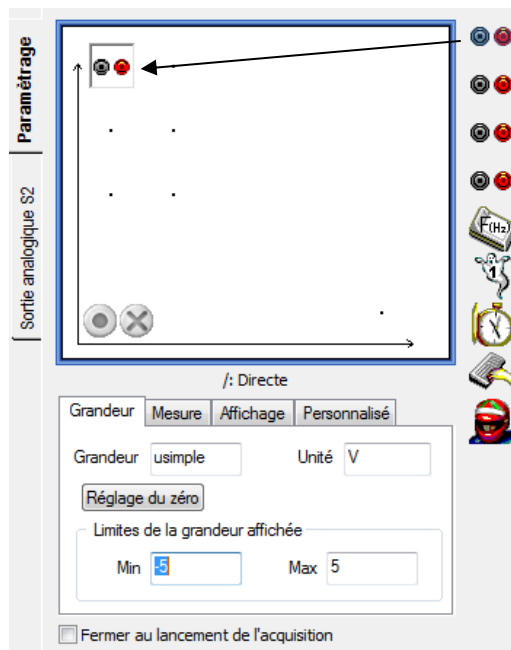 Paramètrage
Sortie analogique S2
F(Hz)
1
/: Directe
Grandeur Mesure Affichage Personnalisé
Grandeur usimple Unité V
Réglage du zéro
Limites de la grandeur affichée
Min -5 Max 5
Fermer au lancement de l'acquisition